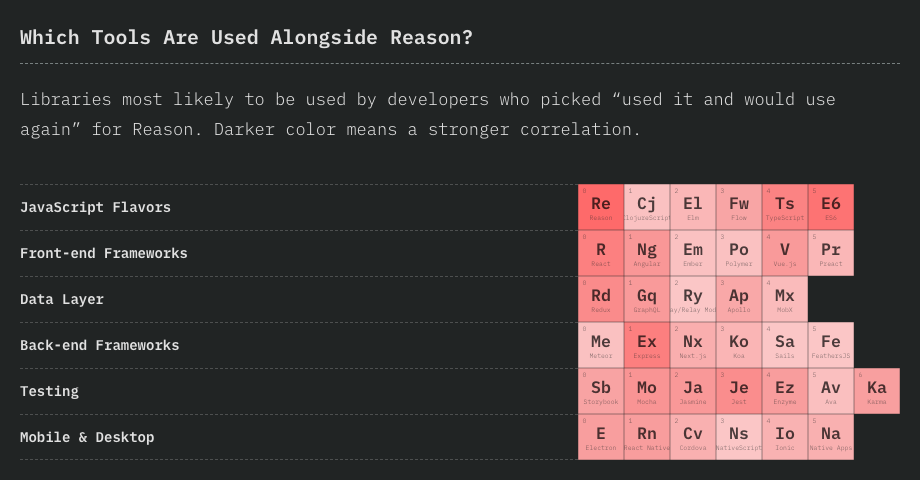 Which Tools Are Used Alongside Reason?
Libraries most likely to be used by developers who picked “used it and would use
again” for Reason. Darker color means a stronger correlation.
JavaScript Flavors
0 1 2 3 4 5
Re Cj El Fw Ts E6
Reason ClojureScript Elm Flow TypeScript ES6
Front-end Frameworks
0 1 2 3 4 5
R Ng Em Po V Pr
React Angular Ember Polymer Vue.js Preact
Data Layer
0 1 2 3 4
Rd Gq Ry Ap Mx
Redux GraphQL ay/Relay Mod Apollo MobX
Back-end Frameworks
0 1 2 3 4 5
Me Ex Nx Ko Sa Fe
Meteor Express Next.js Koa Sails FeathersJS
Testing
0 1 2 3 4 5 6
Sb Mo Ja Je Ez Av Ka
Storybook Mocha Jasmine Jest Enzyme Ava Karma
Mobile & Desktop
0 1 2 3 4 5
E Rn Cv Ns Io Na
Electron React Native Cordova NativeScript Ionic Native Apps